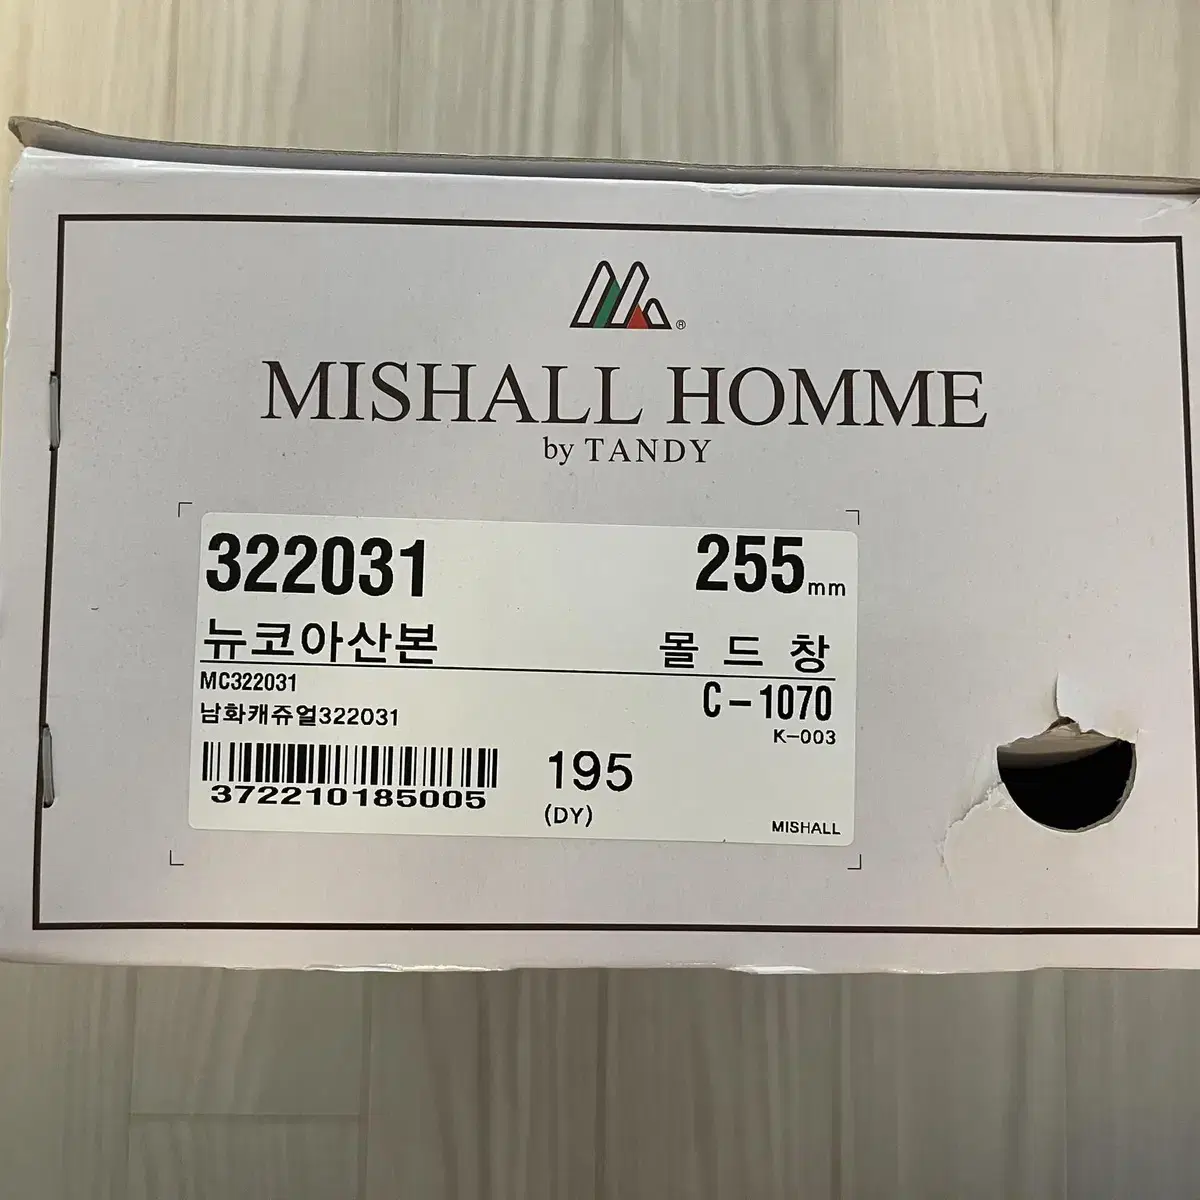 ®
MISHALL HOMME
by TANDY
322031 255mm
뉴코아산본 몰 드 창
MC322031 C-1070
남화캐쥬얼322031 K-003
372210185005 195
(DY) MISHALL